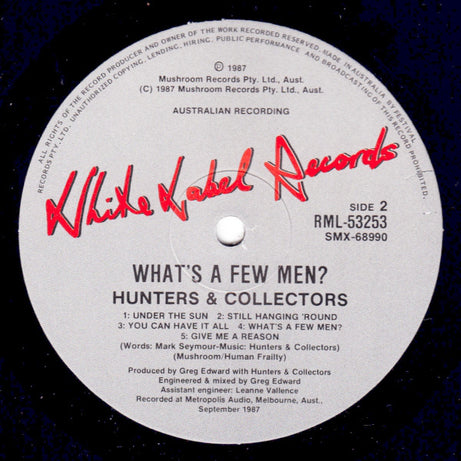 ALL RIGHTS OF THE RECORD PRODUCER AND OWNER OF THE WORK RECORDED RESERVED. MADE IN AUSTRALIA BY FESTIVAL
RECORDS PTY. LTD. UNAUTHORIZED COPYING, LENDING, HIRING, PUBLIC PERFORMANCE AND BROADCASTING OF THIS RECORD PROHIBITED.
℗ 1987
Mushroom Records Pty. Ltd., Aust.
(C) 1987 Mushroom Records Pty. Ltd., Aust.
AUSTRALIAN RECORDING
White Label Records
SIDE 2
RML-53253
SMX-68990
WHAT'S A FEW MEN?
HUNTERS & COLLECTORS
1: UNDER THE SUN 2: STILL HANGING 'ROUND
3: YOU CAN HAVE IT ALL 4: WHAT'S A FEW MEN?
5: GIVE ME A REASON
(Words: Mark Seymour-Music: Hunters & Collectors)
(Mushroom/Human Frailty)
Produced by Greg Edward with Hunters & Collectors
Engineered & mixed by Greg Edward
Assistant engineer: Leanne Vallence
Recorded at Metropolis Audio, Melbourne, Aust.,
September 1987